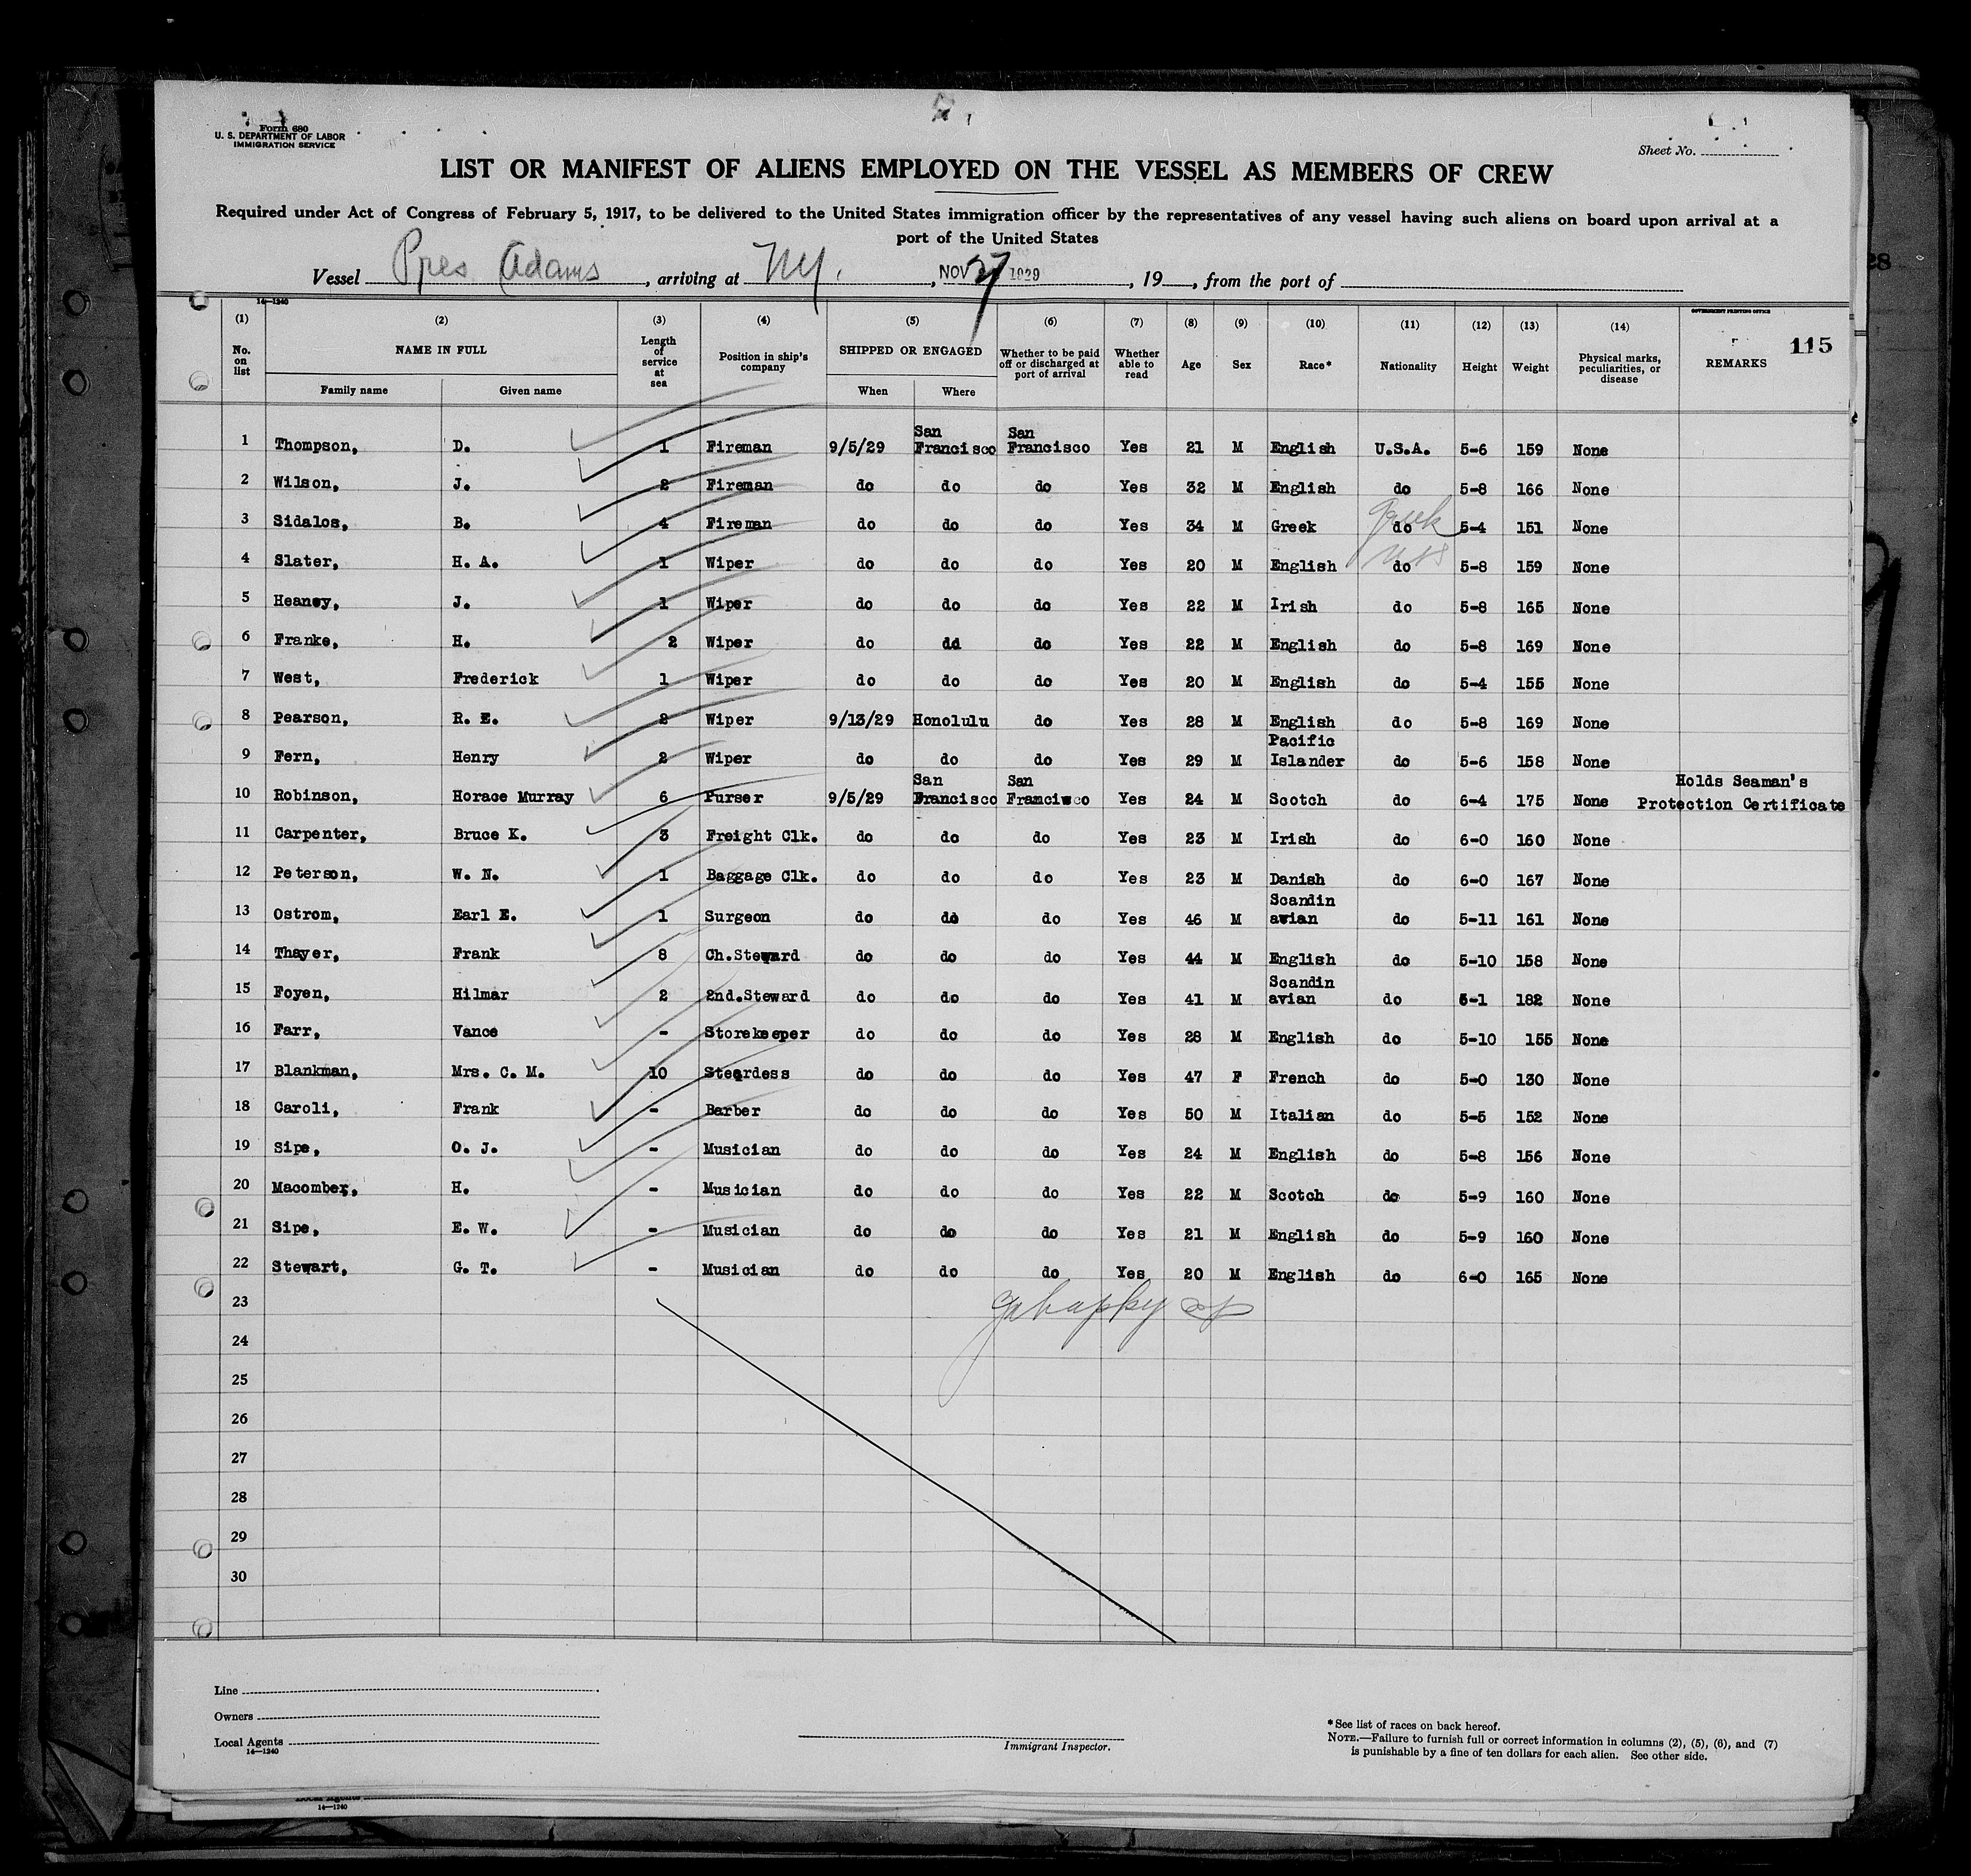 Form 680
U. S. DEPARTMENT OF LABOR
IMMIGRATION SERVICE
Sheet No.
LIST OR MANIFEST OF ALIENS EMPLOYED ON THE VESSEL AS MEMBERS OF CREW
Required under Act of Congress of February 5, 1917, to be delivered to the United States immigration officer by the representatives of any vessel having such aliens on board upon arrival at a
port of the United States
Vessel Pres Adams, arriving at NY., NOV 27 1929, 19 , from the port of
14—1240
GOVERNMENT PRINTING OFFICE
115
(1) (2) (3) (4) (5) (6) (7) (8) (9) (10) (11) (12) (13) (14)
No. on list NAME IN FULL Length of service at sea Position in ship's company SHIPPED OR ENGAGED Whether to be paid off or discharged at port of arrival Whether able to read Age Sex Race* Nationality Height Weight Physical marks, peculiarities, or disease REMARKS
Family name Given name When Where
1 Thompson, D. 1 Fireman 9/5/29 San Francisco San Francisco Yes 21 M English U.S.A. 5-6 159 None
2 Wilson, J. 2 Fireman do do do Yes 32 M English do 5-8 166 None
3 Sidalos, B. 4 Fireman do do do Yes 34 M Greek do Greek 5-4 151 None
4 Slater, H. A. 1 Wiper do do do Yes 20 M English do 5-8 159 None
5 Heaney, J. 1 Wiper do do do Yes 22 M Irish do 5-8 165 None
6 Franke, H. 2 Wiper do dd do Yes 22 M English do 5-8 169 None
7 West, Frederick 1 Wiper do do do Yes 20 M English do 5-4 155 None
8 Pearson, R. E. 2 Wiper 9/13/29 Honolulu do Yes 28 M English do 5-8 169 None
9 Fern, Henry 2 Wiper do do do Yes 29 M Pacific Islander do 5-6 158 None
10 Robinson, Horace Murray 6 Purser 9/5/29 San Francisco San Francisco Yes 24 M Scotch do 6-4 175 None Holds Seaman's Protection Certificate
11 Carpenter, Bruce K. 3 Freight Clk. do do do Yes 23 M Irish do 6-0 160 None
12 Peterson, W. N. 1 Baggage Clk. do do do Yes 23 M Danish do 6-0 167 None
13 Ostrom, Earl E. 1 Surgeon do do do Yes 46 M Scandin avian do 5-11 161 None
14 Thayer, Frank 8 Ch.Steward do do do Yes 44 M English do 5-10 158 None
15 Foyen, Hilmar 2 2nd.Steward do do do Yes 41 M Scandin avian do 6-1 182 None
16 Farr, Vance - Storekeeper do do do Yes 28 M English do 5-10 155 None
17 Blankman, Mrs. C. M. 10 Steqrdess do do do Yes 47 F French do 5-0 130 None
18 Caroli, Frank - Barber do do do Yes 50 M Italian do 5-5 152 None
19 Sipe, O. J. - Musician do do do Yes 24 M English do 5-8 156 None
20 Macomber, H. - Musician do do do Yes 22 M Scotch do 5-9 160 None
21 Sipe, E. W. - Musician do do do Yes 21 M English do 5-9 160 None
22 Stewart, G. T. - Musician do do do Yes 20 M English do 6-0 165 None
23
24
25
26
27
28
29
30
Line
Owners
Local Agents
14—1240
Immigrant Inspector.
*See list of races on back hereof.
NOTE.—Failure to furnish full or correct information in columns (2), (5), (6), and (7)
is punishable by a fine of ten dollars for each alien. See other side.
Local Agents
14—1240